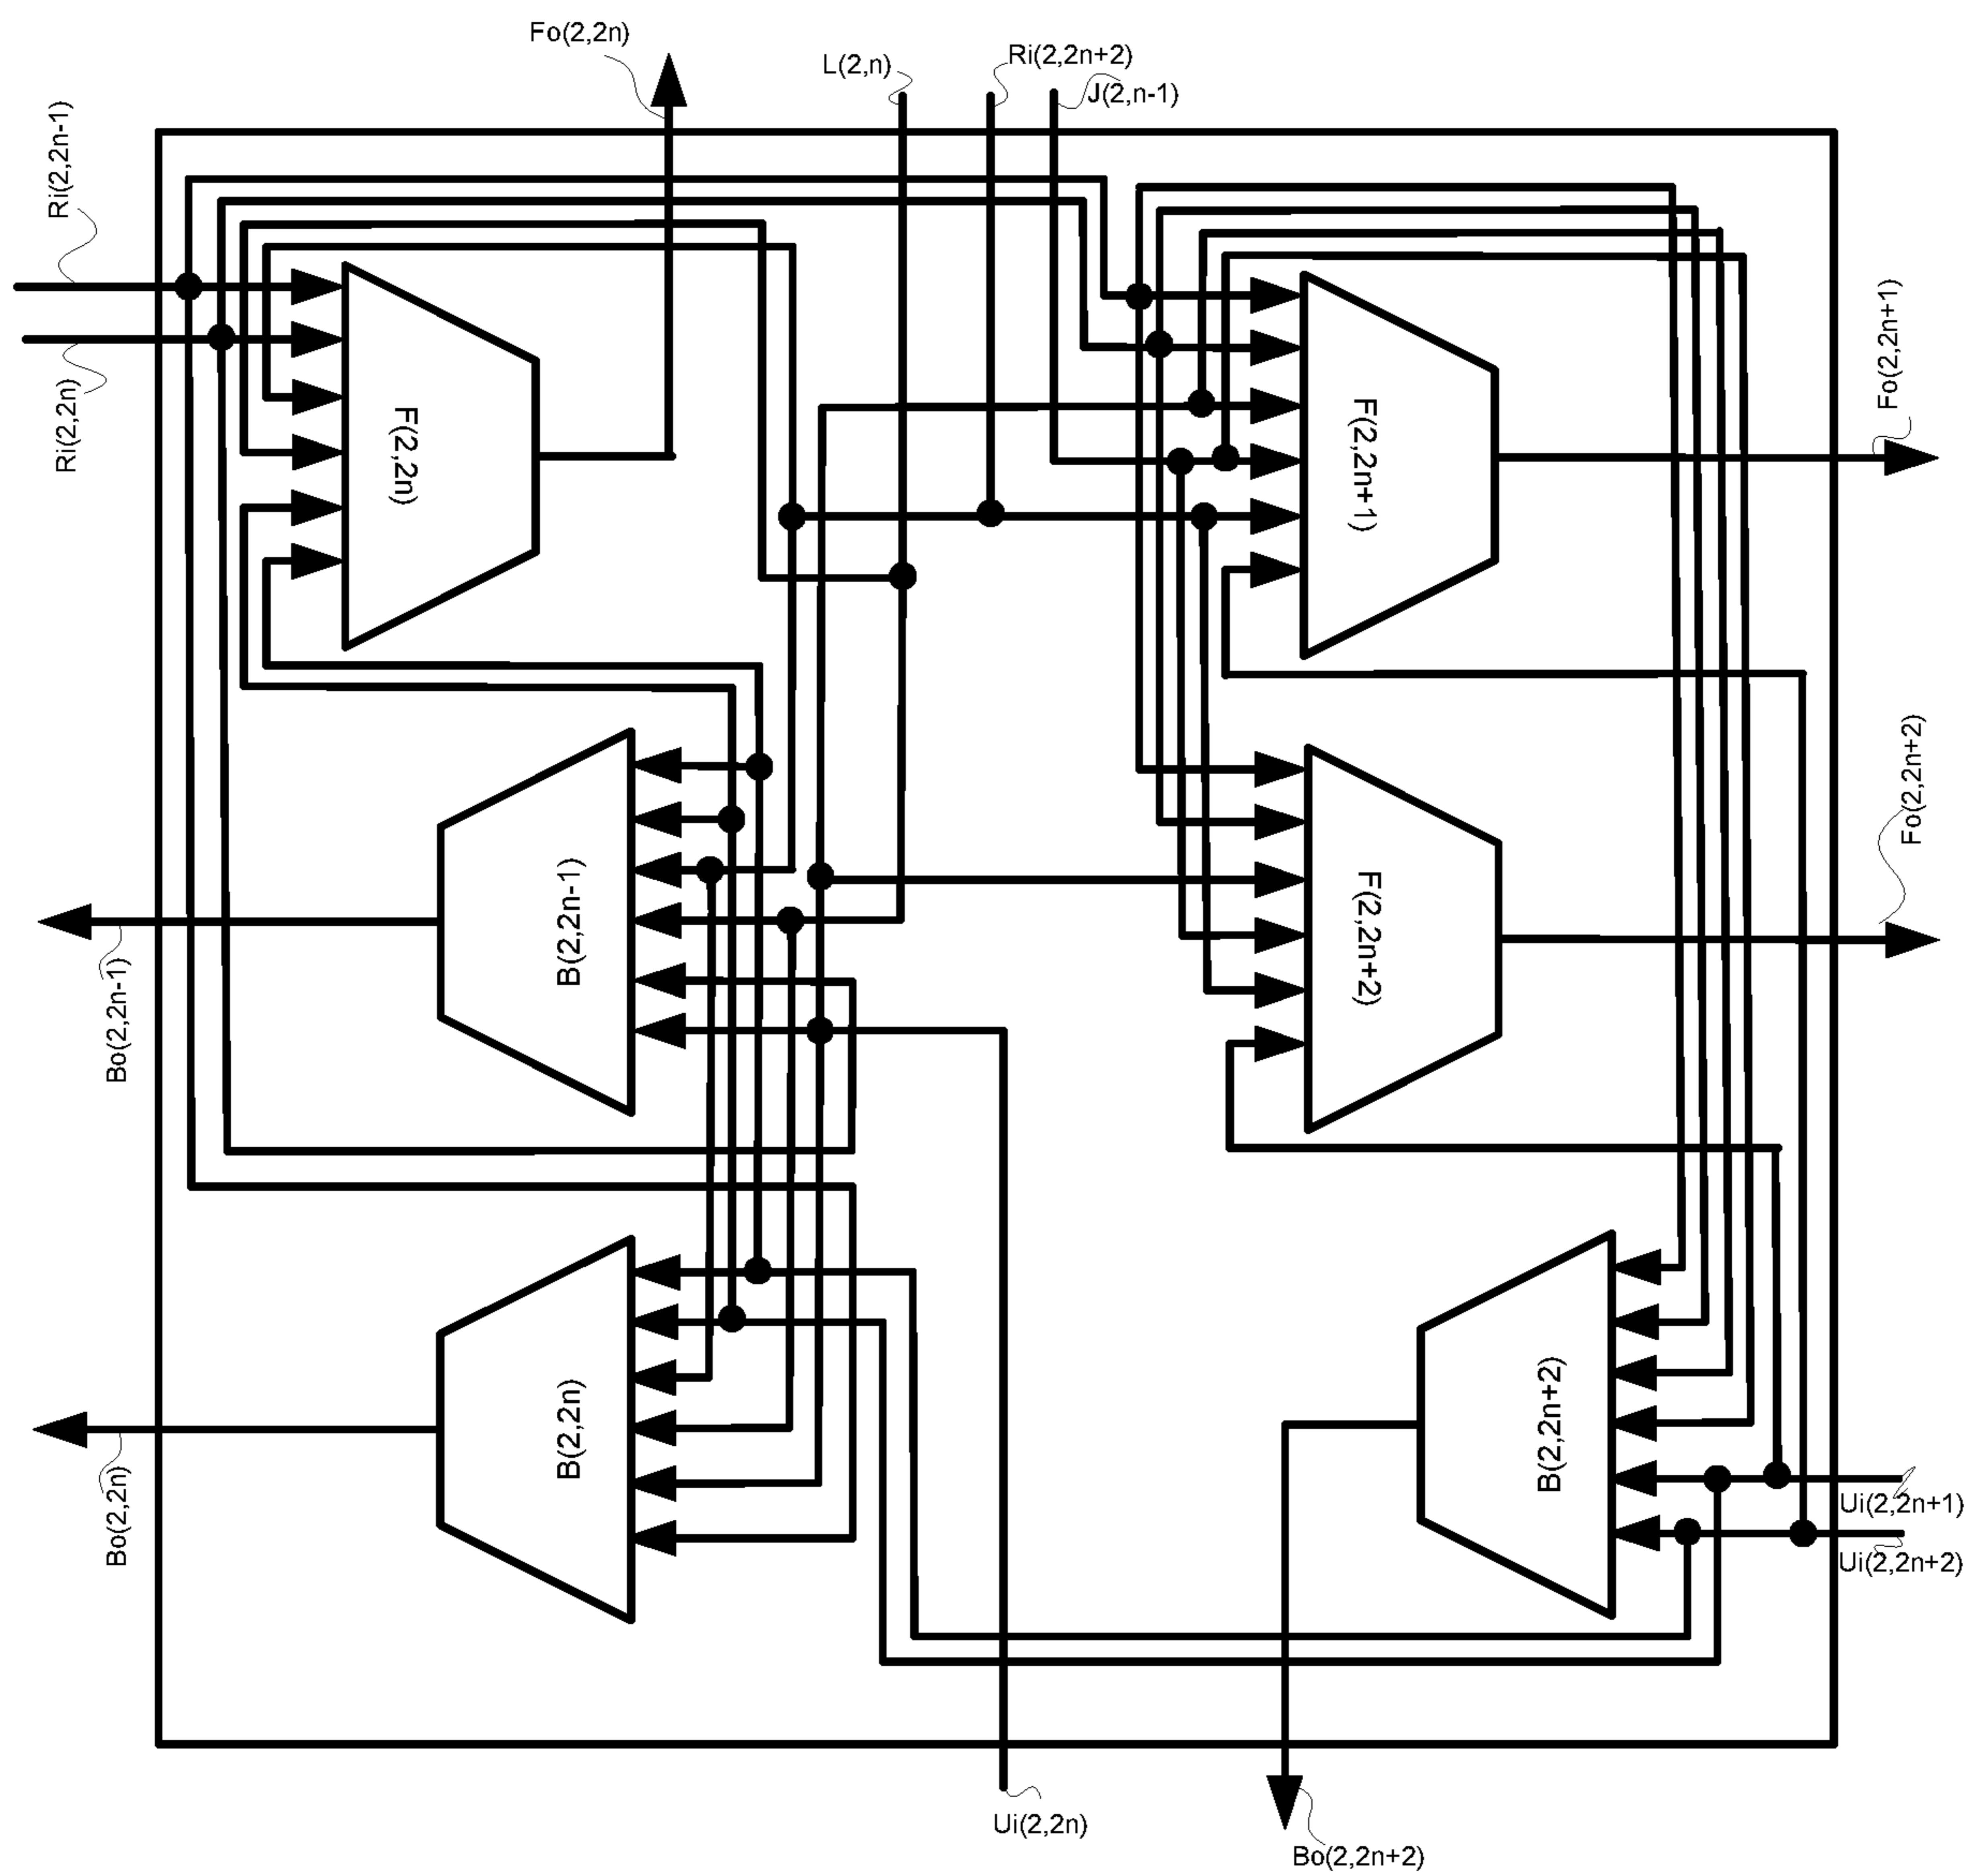 Fo(2,2n)
L(2,n)
Ri(2,2n+2)
J(2,n-1)
Ri(2,2n-1)
Ri(2,2n)
F(2,2n)
F(2,2n+1)
Fo(2,2n+1)
Fo(2,2n+2)
B(2,2n-1)
F(2,2n+2)
Bo(2,2n-1)
B(2,2n)
B(2,2n+2)
Bo(2,2n)
Ui(2,2n+1)
Ui(2,2n+2)
Ui(2,2n)
Bo(2,2n+2)